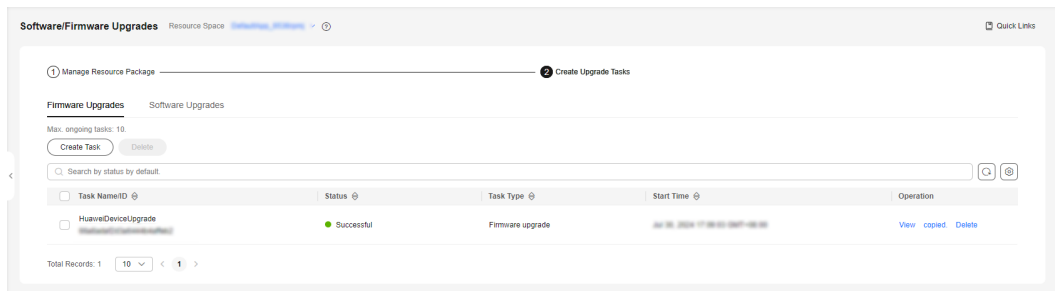 Software/Firmware Upgrades Resource Space Quick Links
1 Manage Resource Package 2 Create Upgrade Tasks
Firmware Upgrades Software Upgrades
Max. ongoing tasks: 10.
Create Task Delete
Search by status by default.
Task Name/ID Status Task Type Start Time Operation
HuaweiDeviceUpgrade
Successful Firmware upgrade View copied. Delete
Total Records: 1 10 1